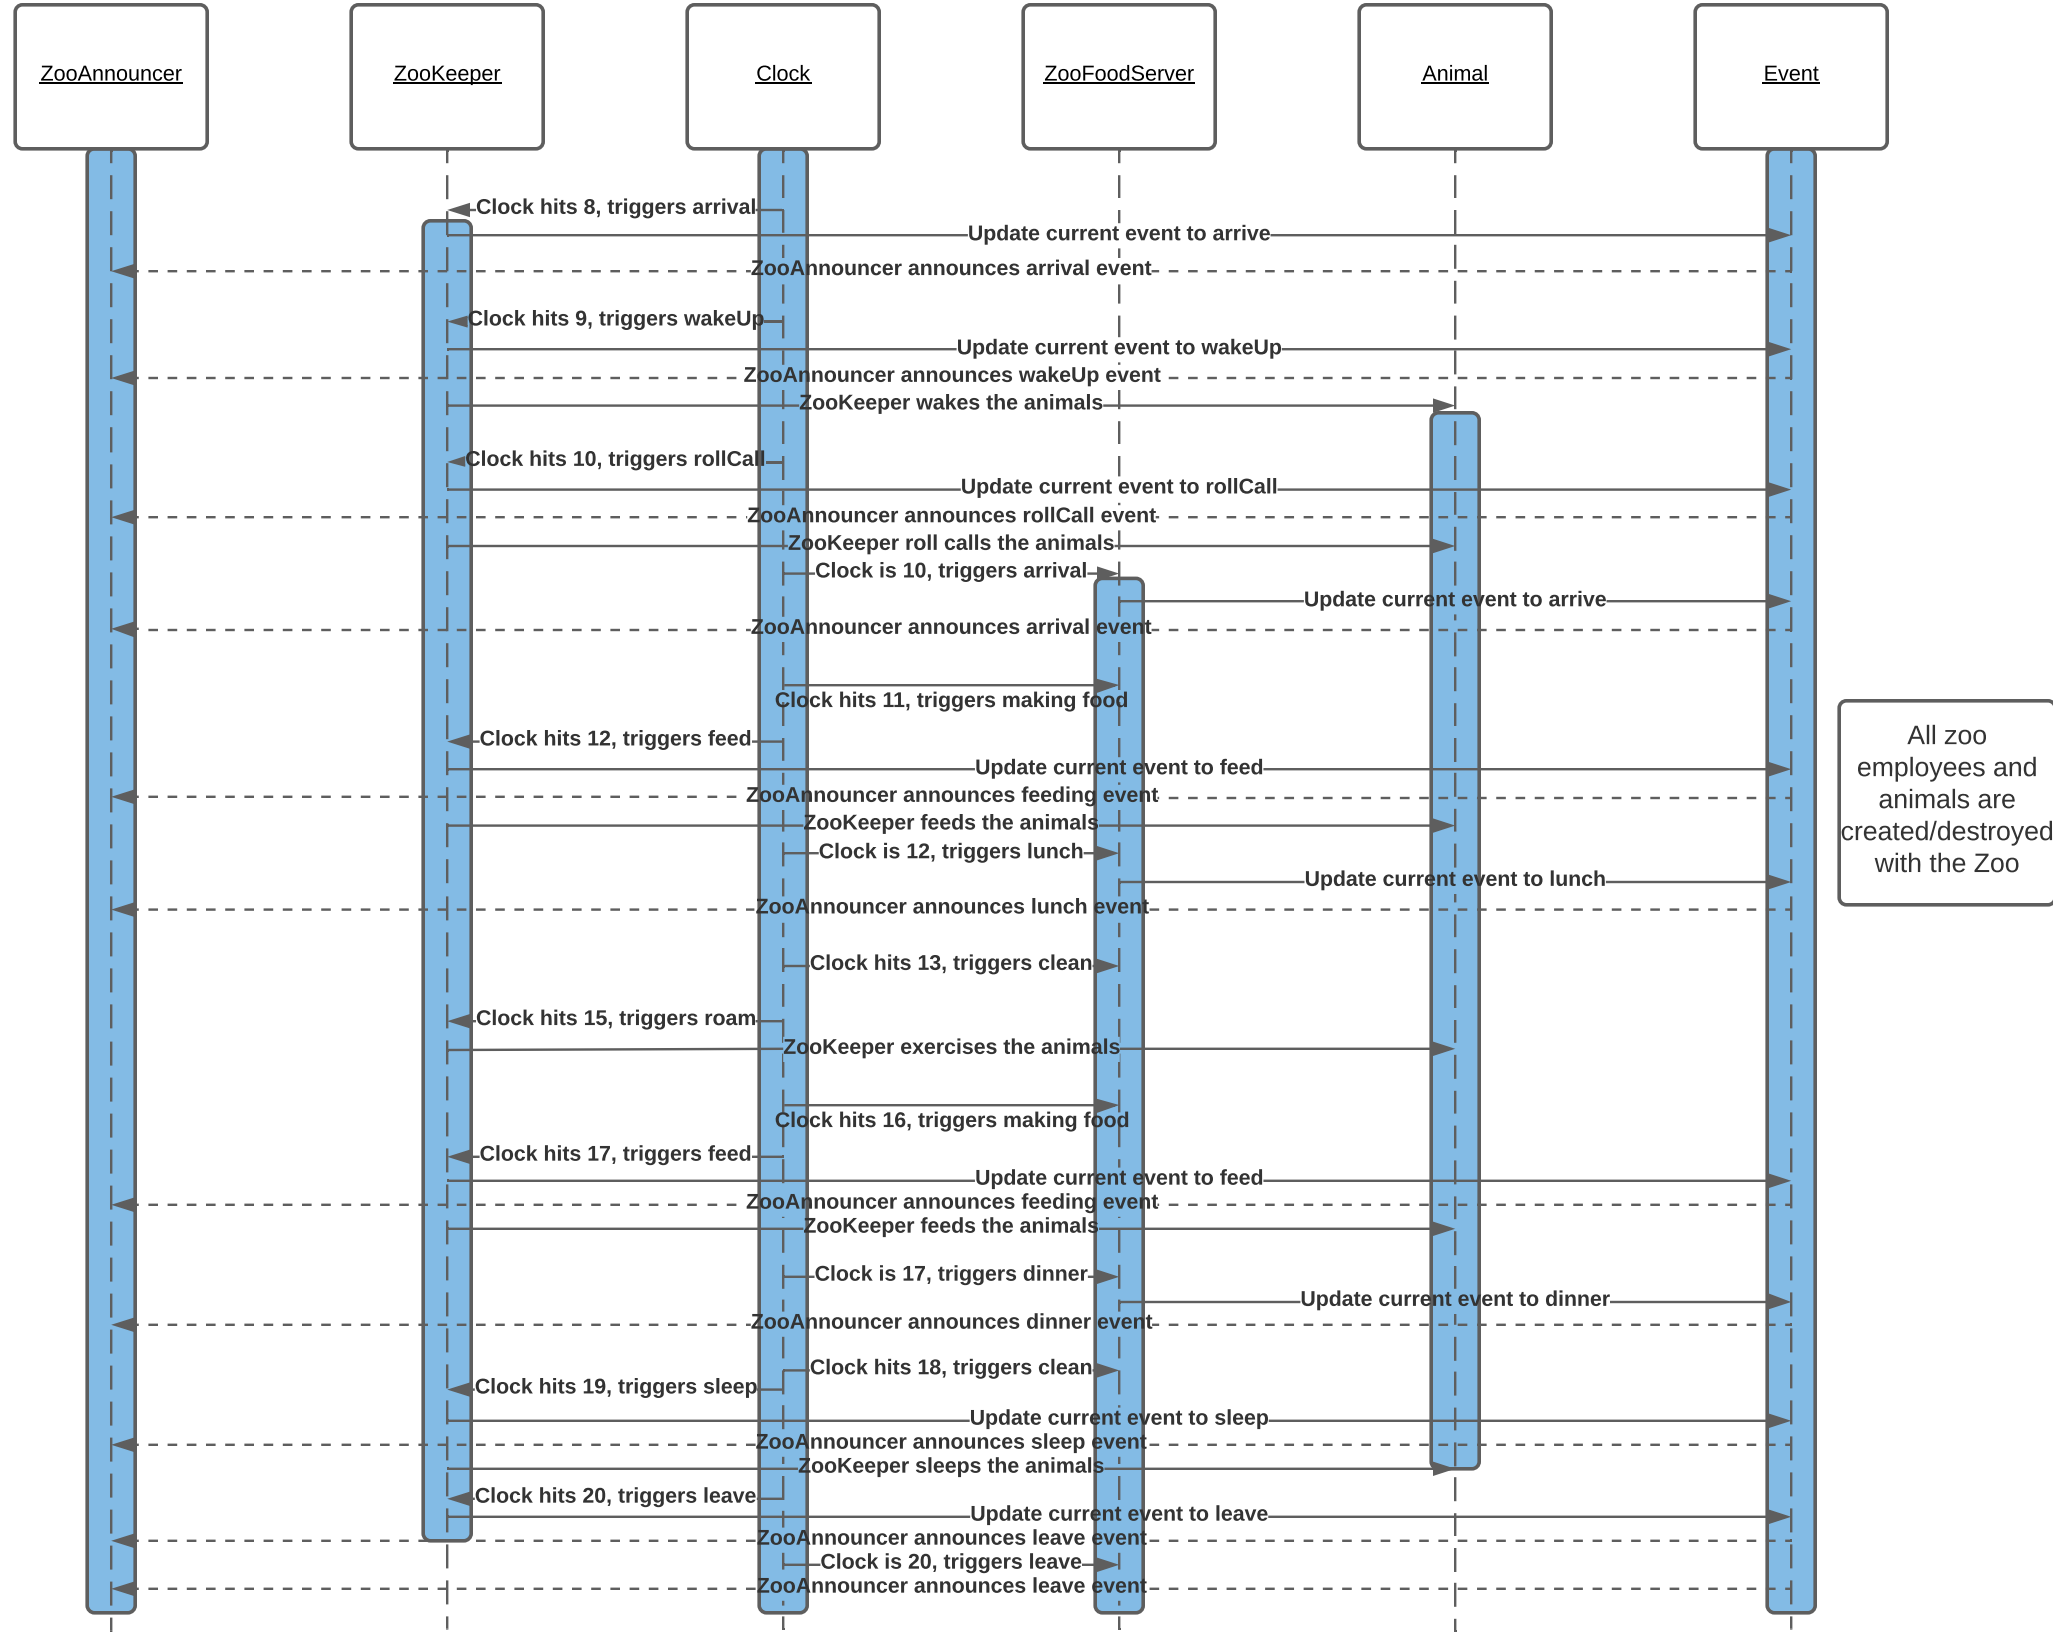 ZooAnnouncer
ZooKeeper
Clock
ZooFoodServer
Animal
Event
Clock hits 8, triggers arrival
Update current event to arrive
ZooAnnouncer announces arrival event
Clock hits 9, triggers wakeUp
Update current event to wakeUp
ZooAnnouncer announces wakeUp event
ZooKeeper wakes the animals
Clock hits 10, triggers rollCall
Update current event to rollCall
ZooAnnouncer announces rollCall event
ZooKeeper roll calls the animals
Clock is 10, triggers arrival
Update current event to arrive
ZooAnnouncer announces arrival event
Clock hits 11, triggers making food
Clock hits 12, triggers feed
Update current event to feed
ZooAnnouncer announces feeding event
ZooKeeper feeds the animals
Clock is 12, triggers lunch
Update current event to lunch
ZooAnnouncer announces lunch event
All zoo
employees and
animals are
created/destroyed
with the Zoo
Clock hits 13, triggers clean
Clock hits 15, triggers roam
ZooKeeper exercises the animals
Clock hits 16, triggers making food
Clock hits 17, triggers feed
Update current event to feed
ZooAnnouncer announces feeding event
ZooKeeper feeds the animals
Clock is 17, triggers dinner
Update current event to dinner
ZooAnnouncer announces dinner event
Clock hits 18, triggers clean
Clock hits 19, triggers sleep
Update current event to sleep
ZooAnnouncer announces sleep event
ZooKeeper sleeps the animals
Clock hits 20, triggers leave
Update current event to leave
ZooAnnouncer announces leave event
Clock is 20, triggers leave
ZooAnnouncer announces leave event